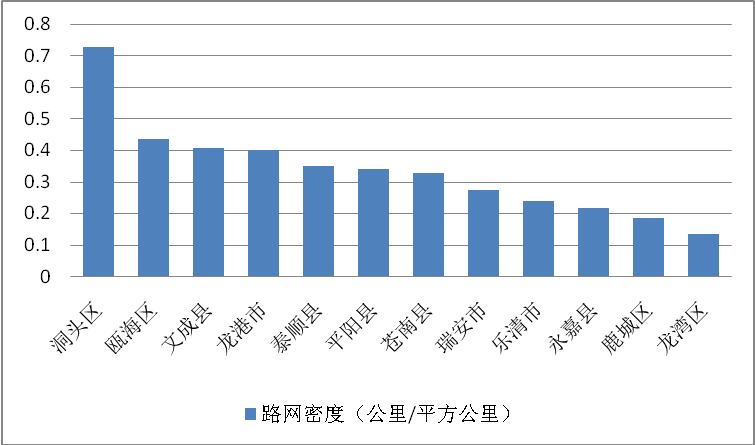 0.8
0.7
0.6
0.5
0.4
0.3
0.2
0.1
0
洞头区
瓯海区
文成县
龙港市
泰顺县
平阳县
苍南县
瑞安市
乐清市
永嘉县
鹿城区
龙湾区
路网密度（公里/平方公里）